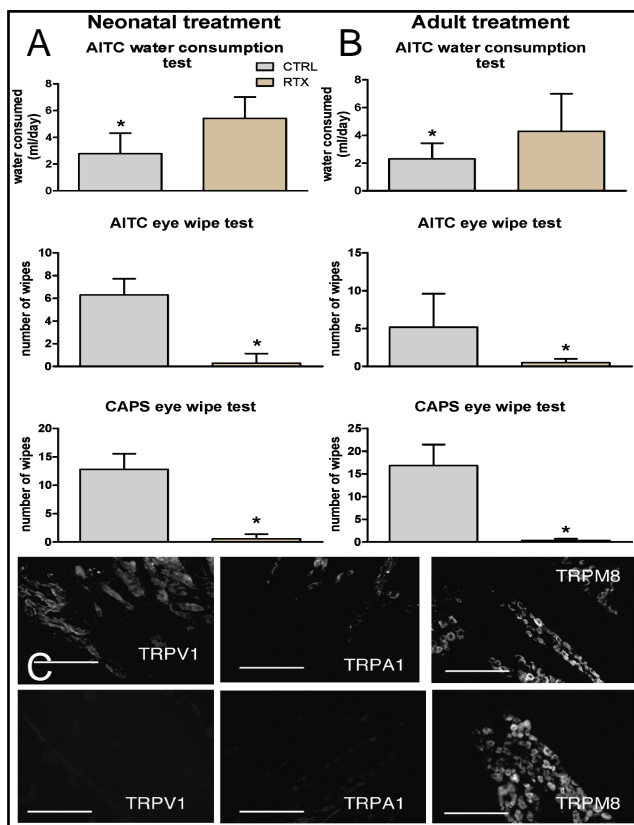 Neonatal treatment
A
AITC water consumption
test
CTRL
RTX
water consumed
(ml/day)
8
6
4
2
0
*
AITC eye wipe test
number of wipes
10
8
6
4
2
0
*
CAPS eye wipe test
number of wipes
20
15
10
5
0
*
Adult treatment
B
AITC water consumption
test
water consumed
(ml/day)
8
6
4
2
0
*
AITC eye wipe test
number of wipes
15
10
5
0
*
CAPS eye wipe test
number of wipes
25
20
15
10
5
0
*
C
TRPV1
TRPA1
TRPM8
TRPV1
TRPA1
TRPM8